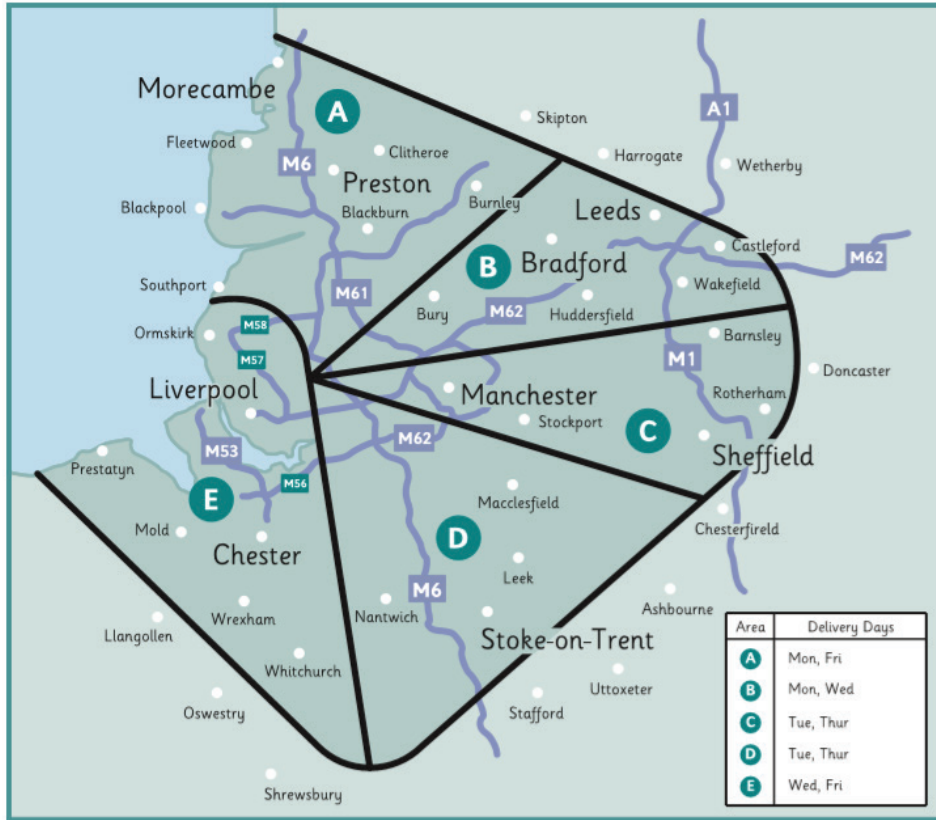 Morecambe
A
A1
Skipton
Fleetwood
Clitheroe
Harrogate
M6
Wetherby
Preston
Burnley
Blackpool
Blackburn
Leeds
Castleford
B
Bradford
M62
Southport
M61
Wakefield
Bury
M62
Huddersfield
M58
Ormskirk
Barnsley
M57
M1
Doncaster
Liverpool
Manchester
Rotherham
Stockport
C
M62
Sheffield
M53
Prestatyn
M56
E
Macclesfield
Mold
Chesterfireld
D
Chester
Leek
M6
Ashbourne
Wrexham
Nantwich
Llangollen
Stoke-on-Trent
Whitchurch
Uttoxeter
Oswestry
Stafford
Shrewsbury
Area Delivery Days
A Mon, Fri
B Mon, Wed
C Tue, Thur
D Tue, Thur
E Wed, Fri